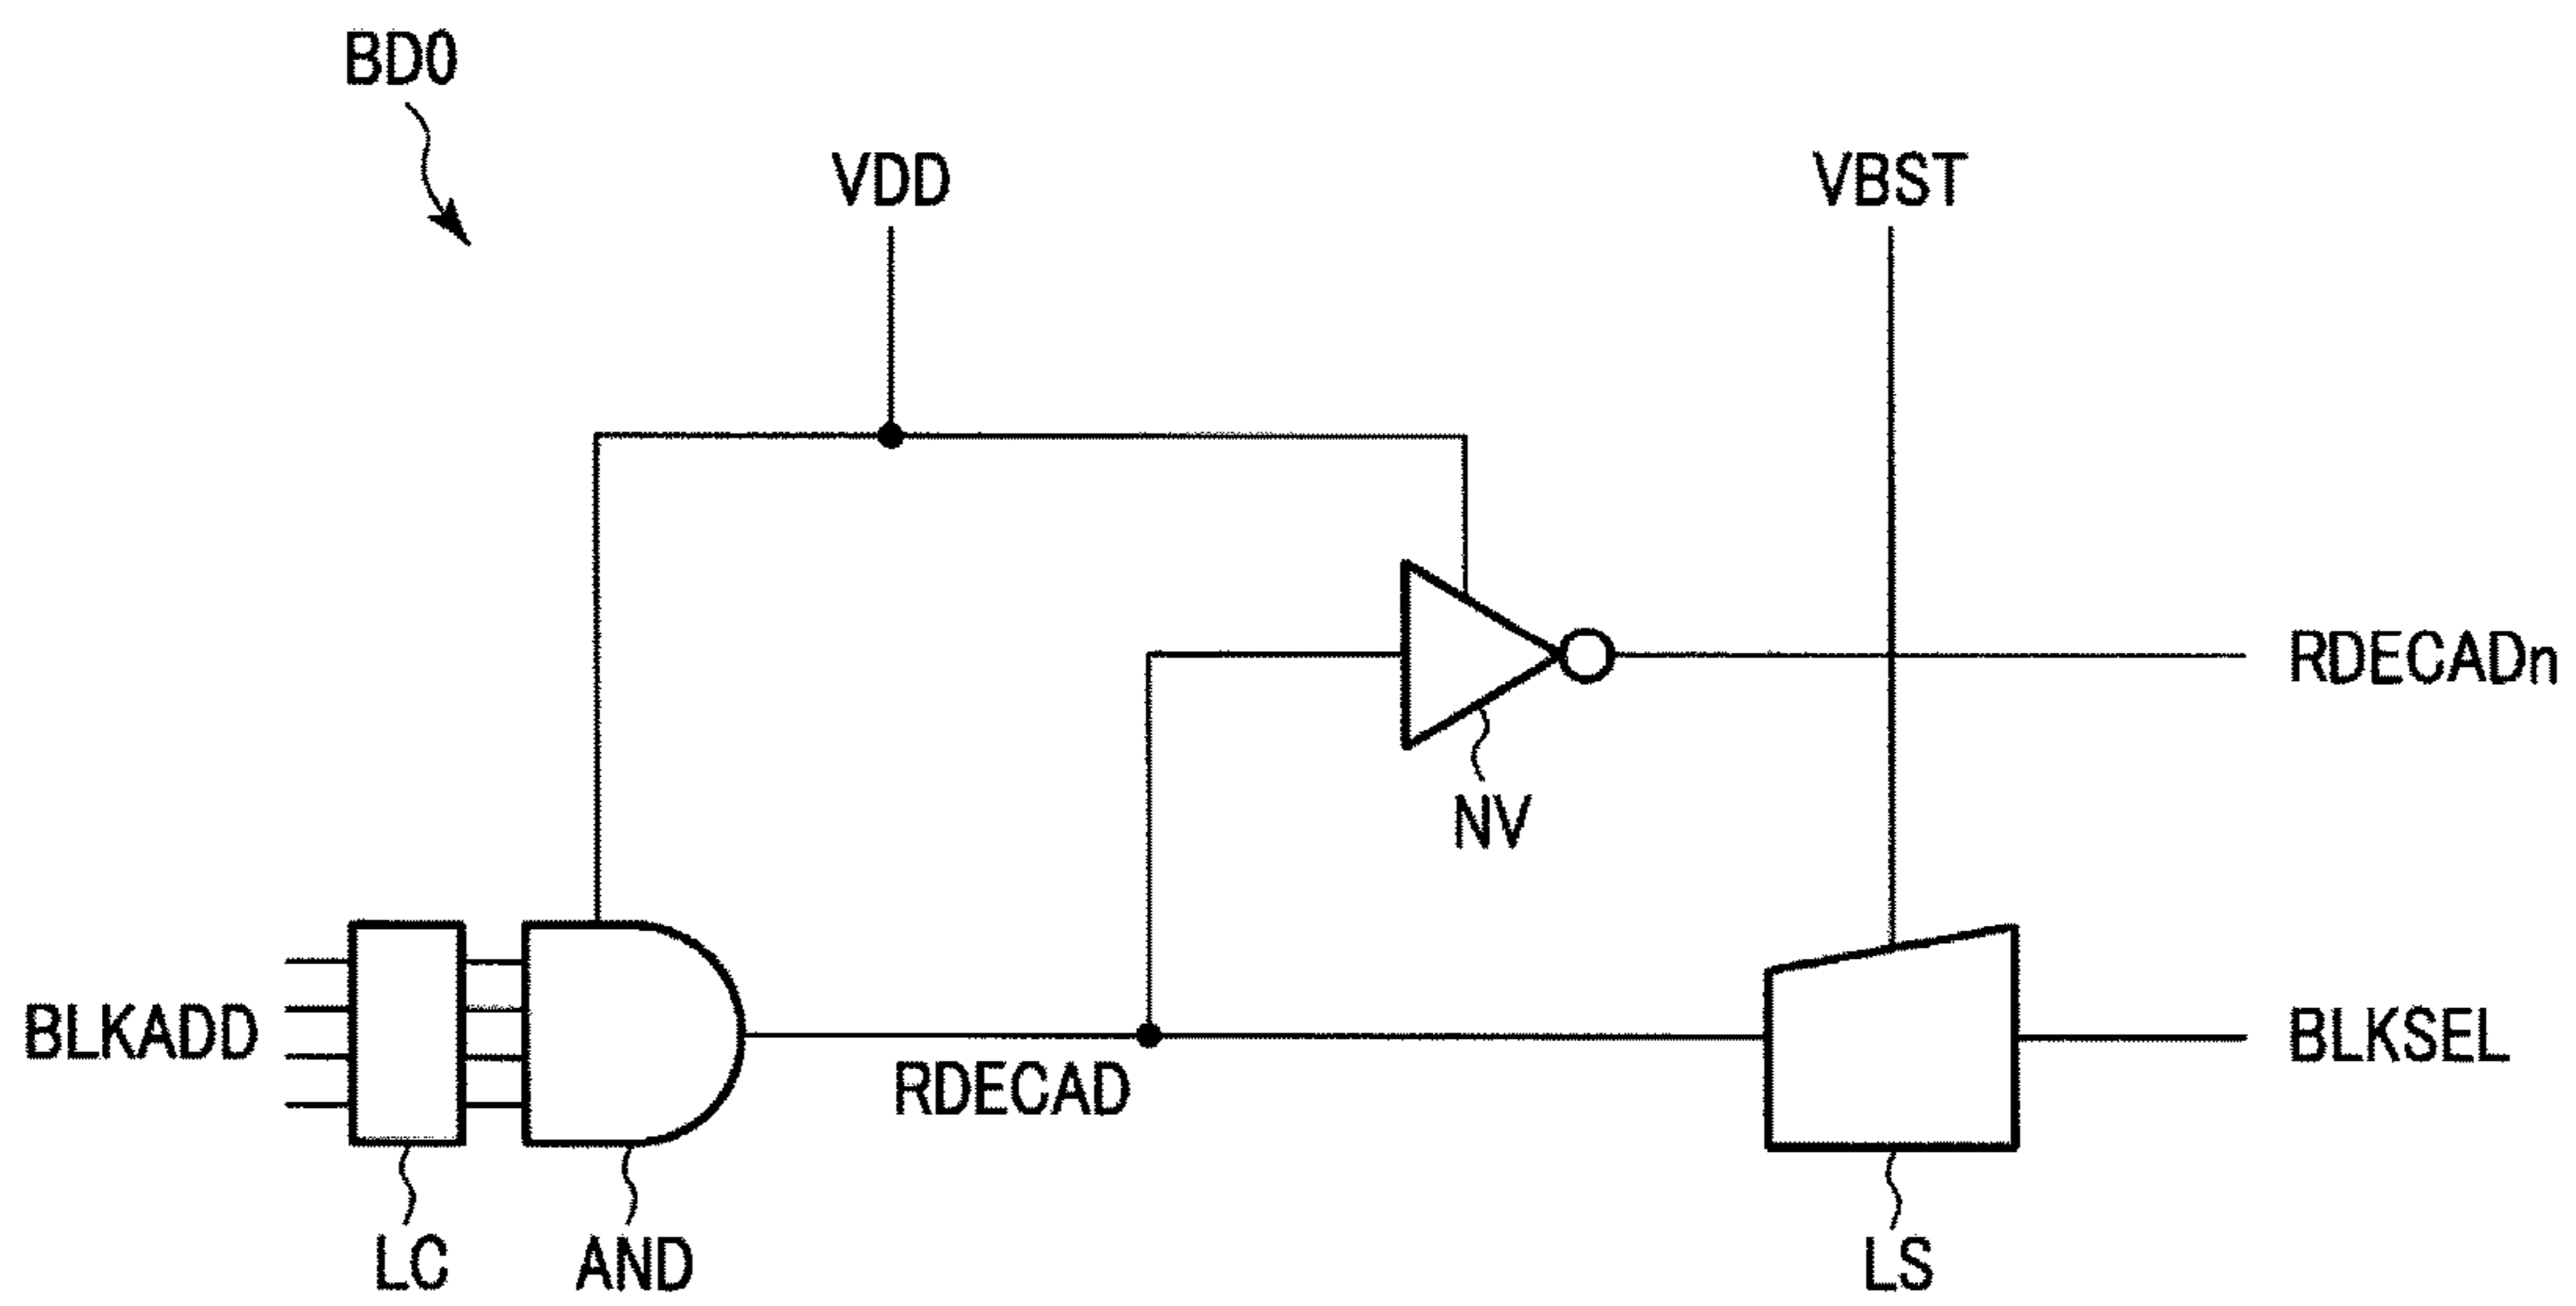 BD0
VDD
VBST
RDECADn
NV
BLKADD
RDECAD
BLKSEL
LC
AND
LS